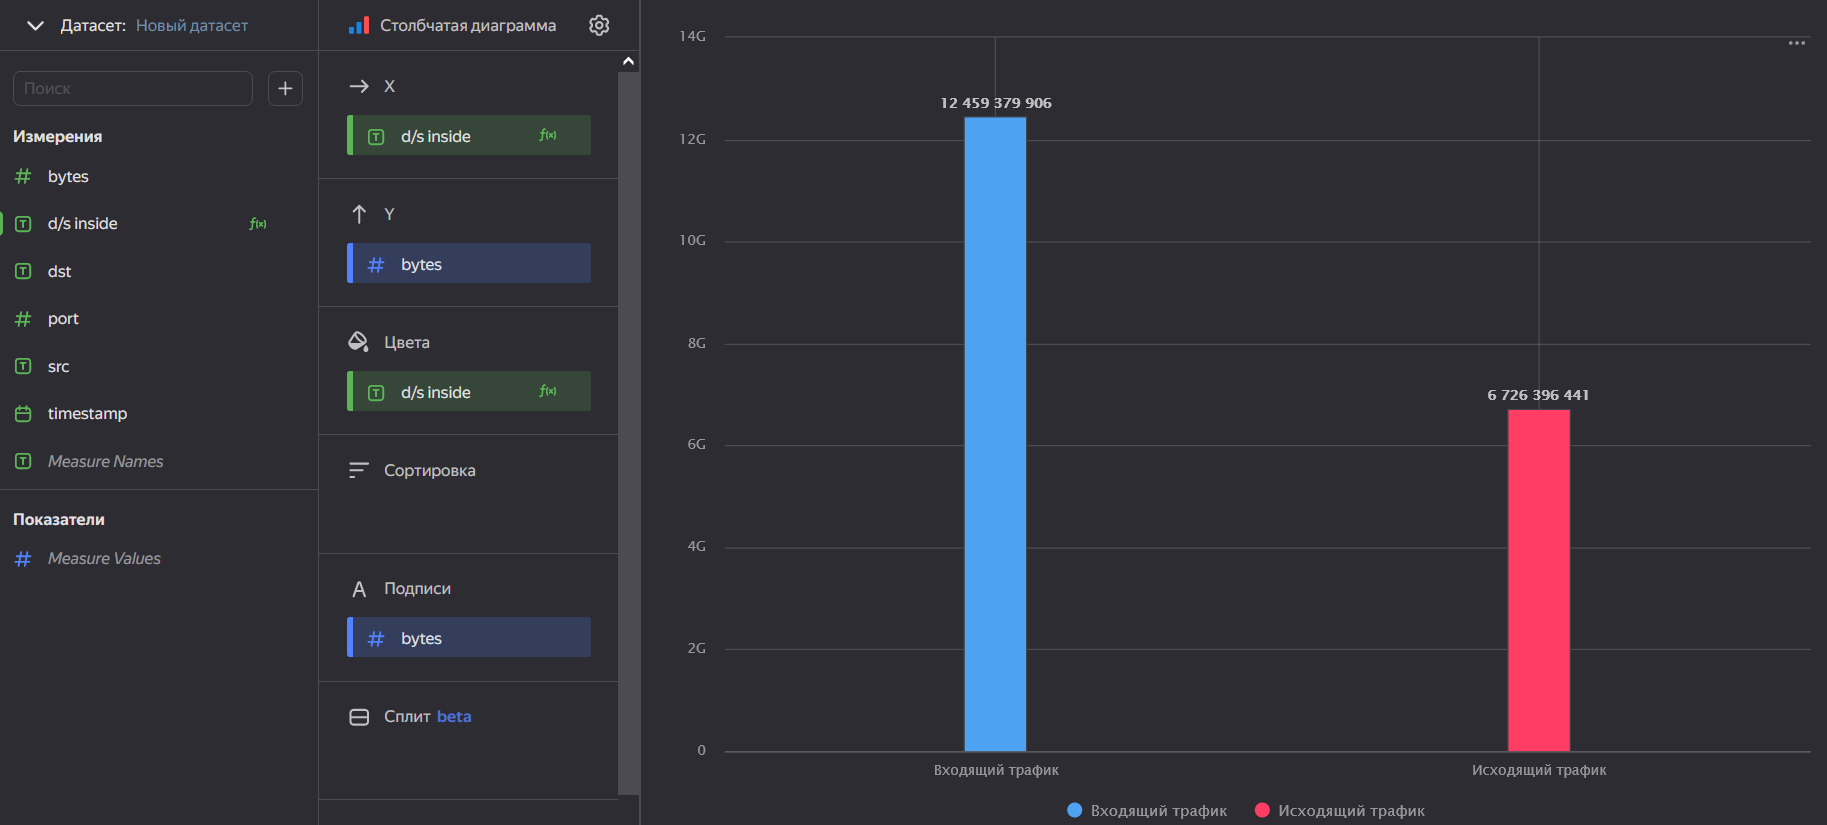 Датасет: Новый датасет
Поиск
Измерения
bytes
d/s inside f(x)
dst
port
src
timestamp
Measure Names
Показатели
Measure Values
Столбчатая диаграмма
X
d/s inside f(x)
Y
bytes
Цвета
d/s inside f(x)
Сортировка
Подписи
bytes
Сплит beta
14G
12G
10G
8G
6G
4G
2G
0
12 459 379 906
6 726 396 441
Входящий трафик
Исходящий трафик
Входящий трафик
Исходящий трафик